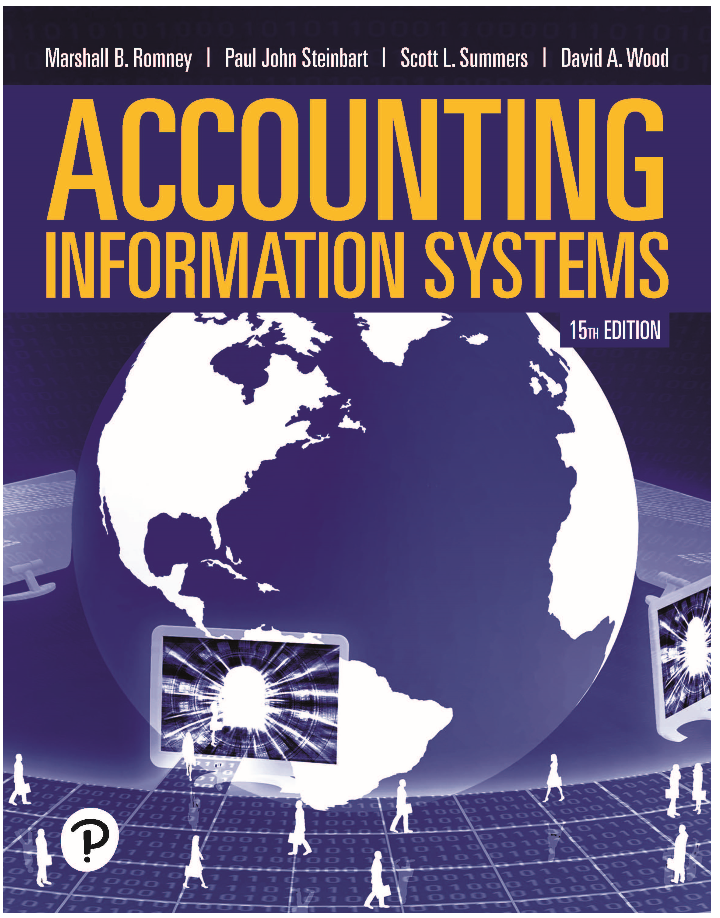 Marshall B. Romney | Paul John Steinbart | Scott L. Summers | David A. Wood
ACCOUNTING
INFORMATION SYSTEMS
15TH EDITION
P